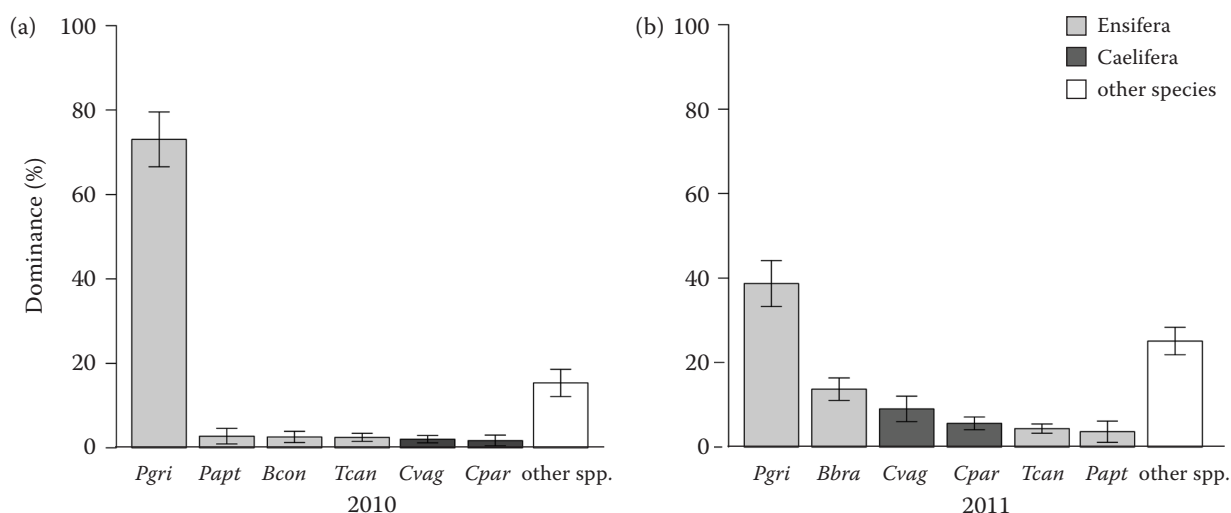 (a)
Dominance (%)
100
80
60
40
20
0
Pgri Papt Bcon Tcan Cvag Cpar other spp.
2010
(b)
100
80
60
40
20
0
Ensifera
Caelifera
other species
Pgri Bbra Cvag Cpar Tcan Papt other spp.
2011